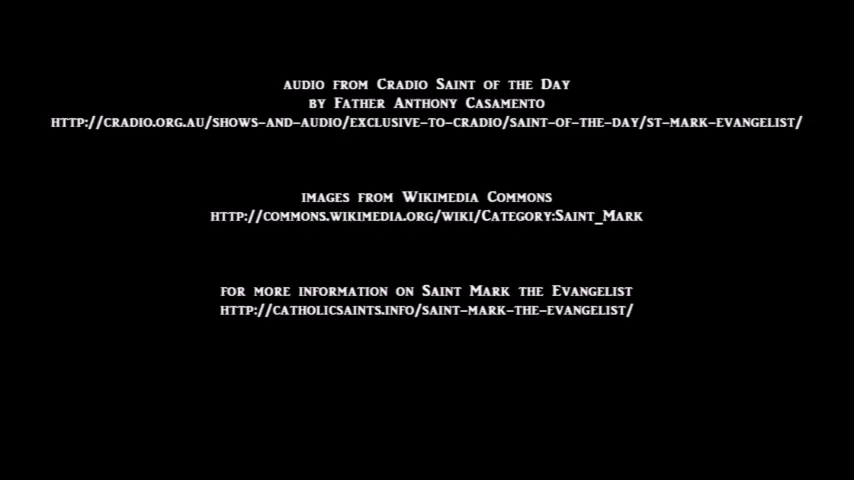 audio from Cradio Saint of the Day
by Father Anthony Casamento
http://cradio.org.au/shows-and-audio/exclusive-to-cradio/saint-of-the-day/st-mark-evangelist/
images from Wikimedia Commons
http://commons.wikimedia.org/wiki/Category:Saint_Mark
for more information on Saint Mark the Evangelist
http://catholicsaints.info/saint-mark-the-evangelist/